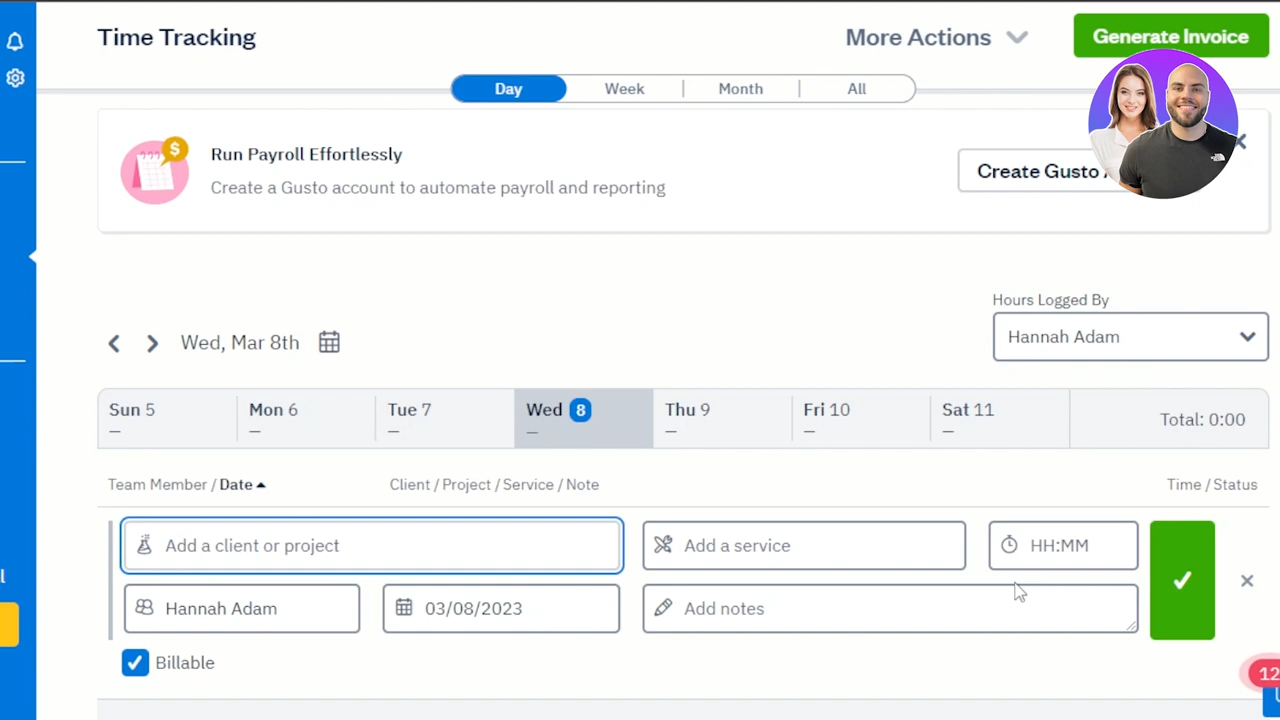 Time Tracking
More Actions
Generate Invoice
Day
Week
Month
All
Run Payroll Effortlessly
Create a Gusto account to automate payroll and reporting
Create Gusto
Hours Logged By
Hannah Adam
Wed, Mar 8th
Sun 5
Mon 6
Tue 7
Wed 8
Thu 9
Fri 10
Sat 11
Total: 0:00
—
—
—
—
—
—
—
Team Member / Date
Client / Project / Service / Note
Time / Status
Add a client or project
Add a service
HH:MM
Hannah Adam
03/08/2023
Add notes
Billable
12